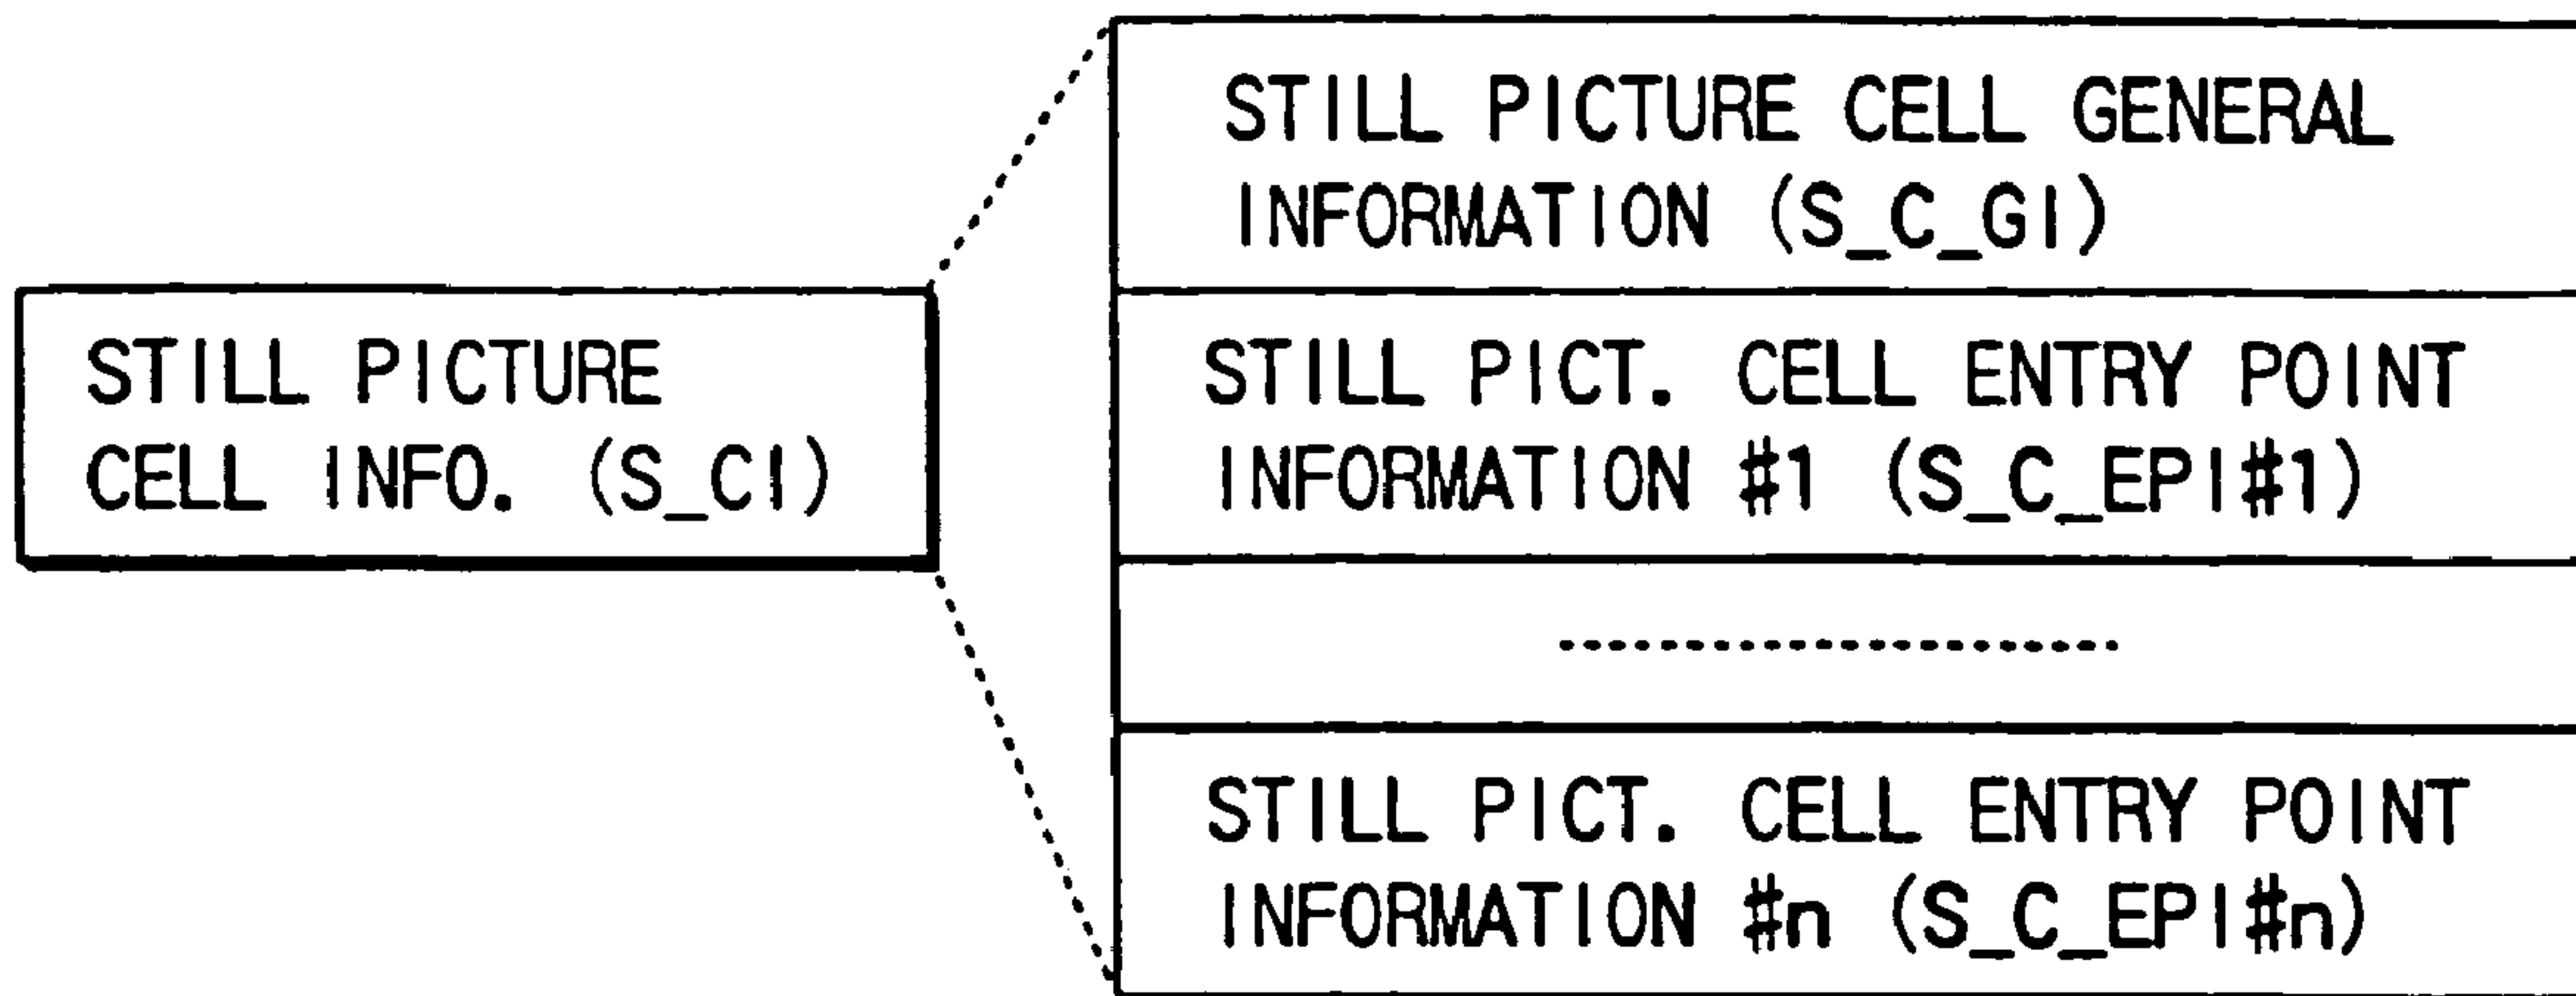 STILL PICTURE
CELL INFO. (S_CI)
STILL PICTURE CELL GENERAL
INFORMATION (S_C_GI)
STILL PICT. CELL ENTRY POINT
INFORMATION #1 (S_C_EPI#1)
STILL PICT. CELL ENTRY POINT
INFORMATION #n (S_C_EPI#n)